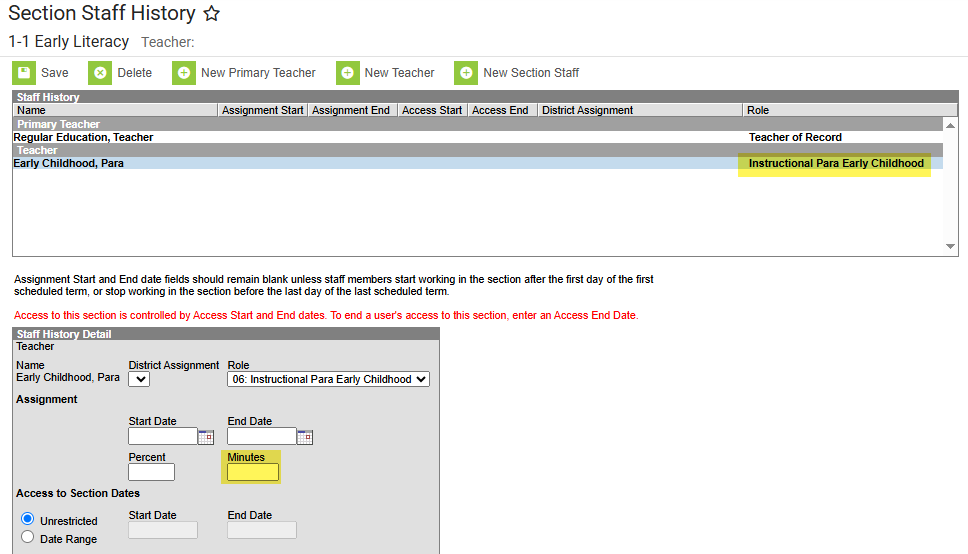 Section Staff History
1-1 Early Literacy Teacher:
Save Delete New Primary Teacher New Teacher New Section Staff
Staff History
Name Assignment Start Assignment End Access Start Access End District Assignment Role
Primary Teacher
Regular Education, Teacher Teacher of Record
Teacher
Early Childhood, Para Instructional Para Early Childhood
Assignment Start and End date fields should remain blank unless staff members start working in the section after the first day of the first
scheduled term, or stop working in the section before the last day of the last scheduled term.
Access to this section is controlled by Access Start and End dates. To end a user's access to this section, enter an Access End Date.
Staff History Detail
Teacher
Name District Assignment Role
Early Childhood, Para 06: Instructional Para Early Childhood
Assignment
Start Date End Date
Percent Minutes
Access to Section Dates
Start Date End Date
Unrestricted
Date Range